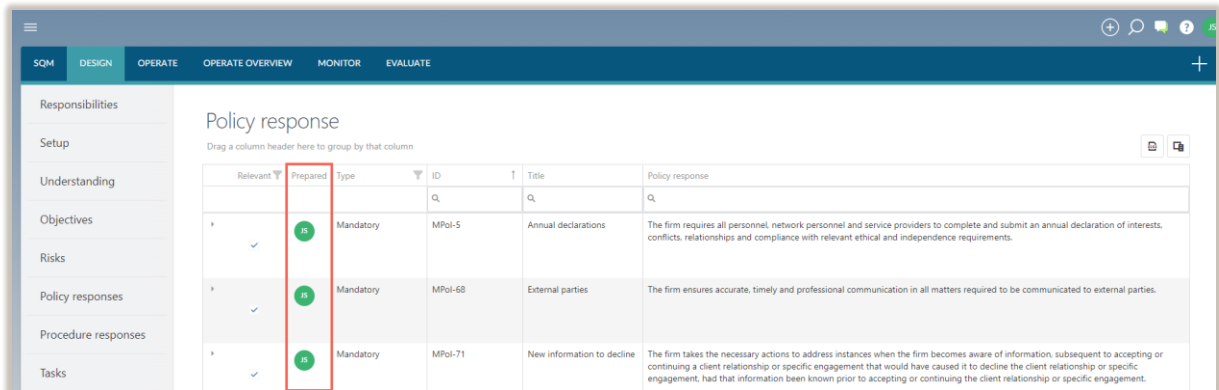 JS
SQM DESIGN OPERATE OPERATE OVERVIEW MONITOR EVALUATE
Responsibilities
Setup
Understanding
Objectives
Risks
Policy responses
Procedure responses
Tasks
Policy response
Drag a column header here to group by that column
Relevant Prepared Type ID Title Policy response
JS Mandatory MPol-5 Annual declarations The firm requires all personnel, network personnel and service providers to complete and submit an annual declaration of interests,
conflicts, relationships and compliance with relevant ethical and independence requirements.
JS Mandatory MPol-68 External parties The firm ensures accurate, timely and professional communication in all matters required to be communicated to external parties.
JS Mandatory MPol-71 New information to decline The firm takes the necessary actions to address instances when the firm becomes aware of information, subsequent to accepting or
continuing a client relationship or specific engagement that would have caused it to decline the client relationship or specific
engagement, had that information been known prior to accepting or continuing the client relationship or specific engagement.